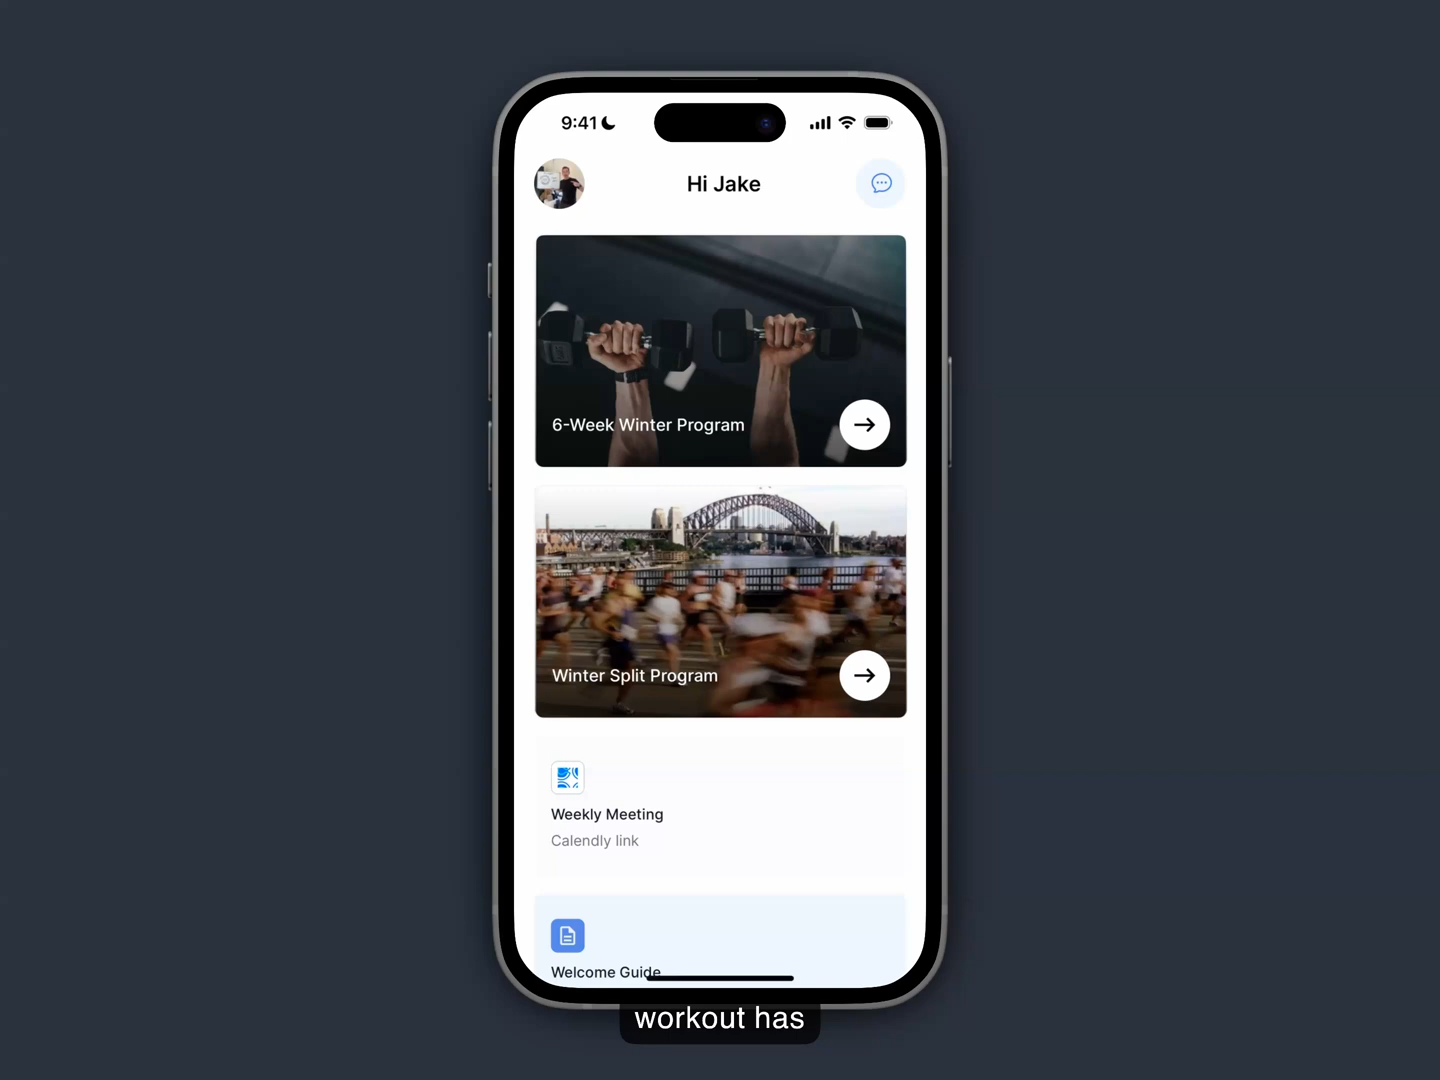 9:41
Hi Jake
6-Week Winter Program
Winter Split Program
Weekly Meeting
Calendly link
Welcome Guide
workout has